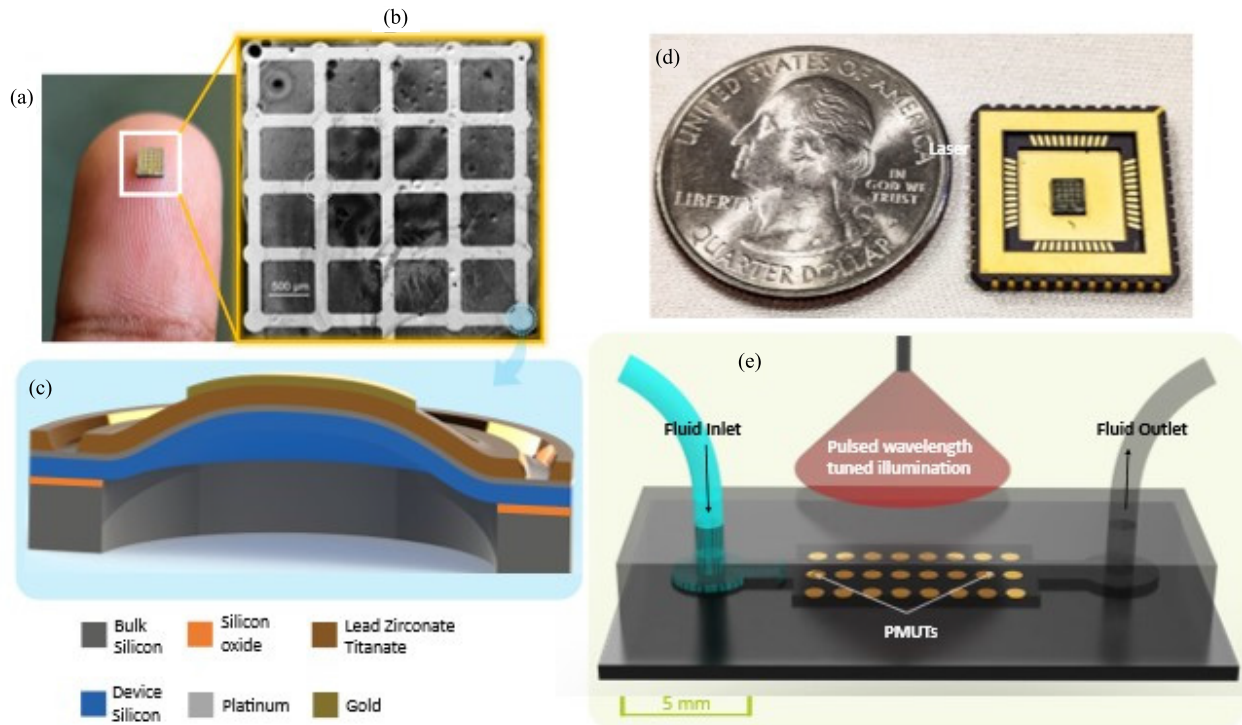 (a)
(b)
500 µm
(d)
UNITED STATES OF AMERICA
LIBERTY
IN
GOD WE
TRUST
QUARTER DOLLAR
Laser
(c)
Bulk
Silicon
Silicon
oxide
Lead Zirconate
Titanate
Device
Silicon
Platinum
Gold
(e)
Fluid Inlet
Pulsed wavelength
tuned illumination
Fluid Outlet
PMUTs
5 mm